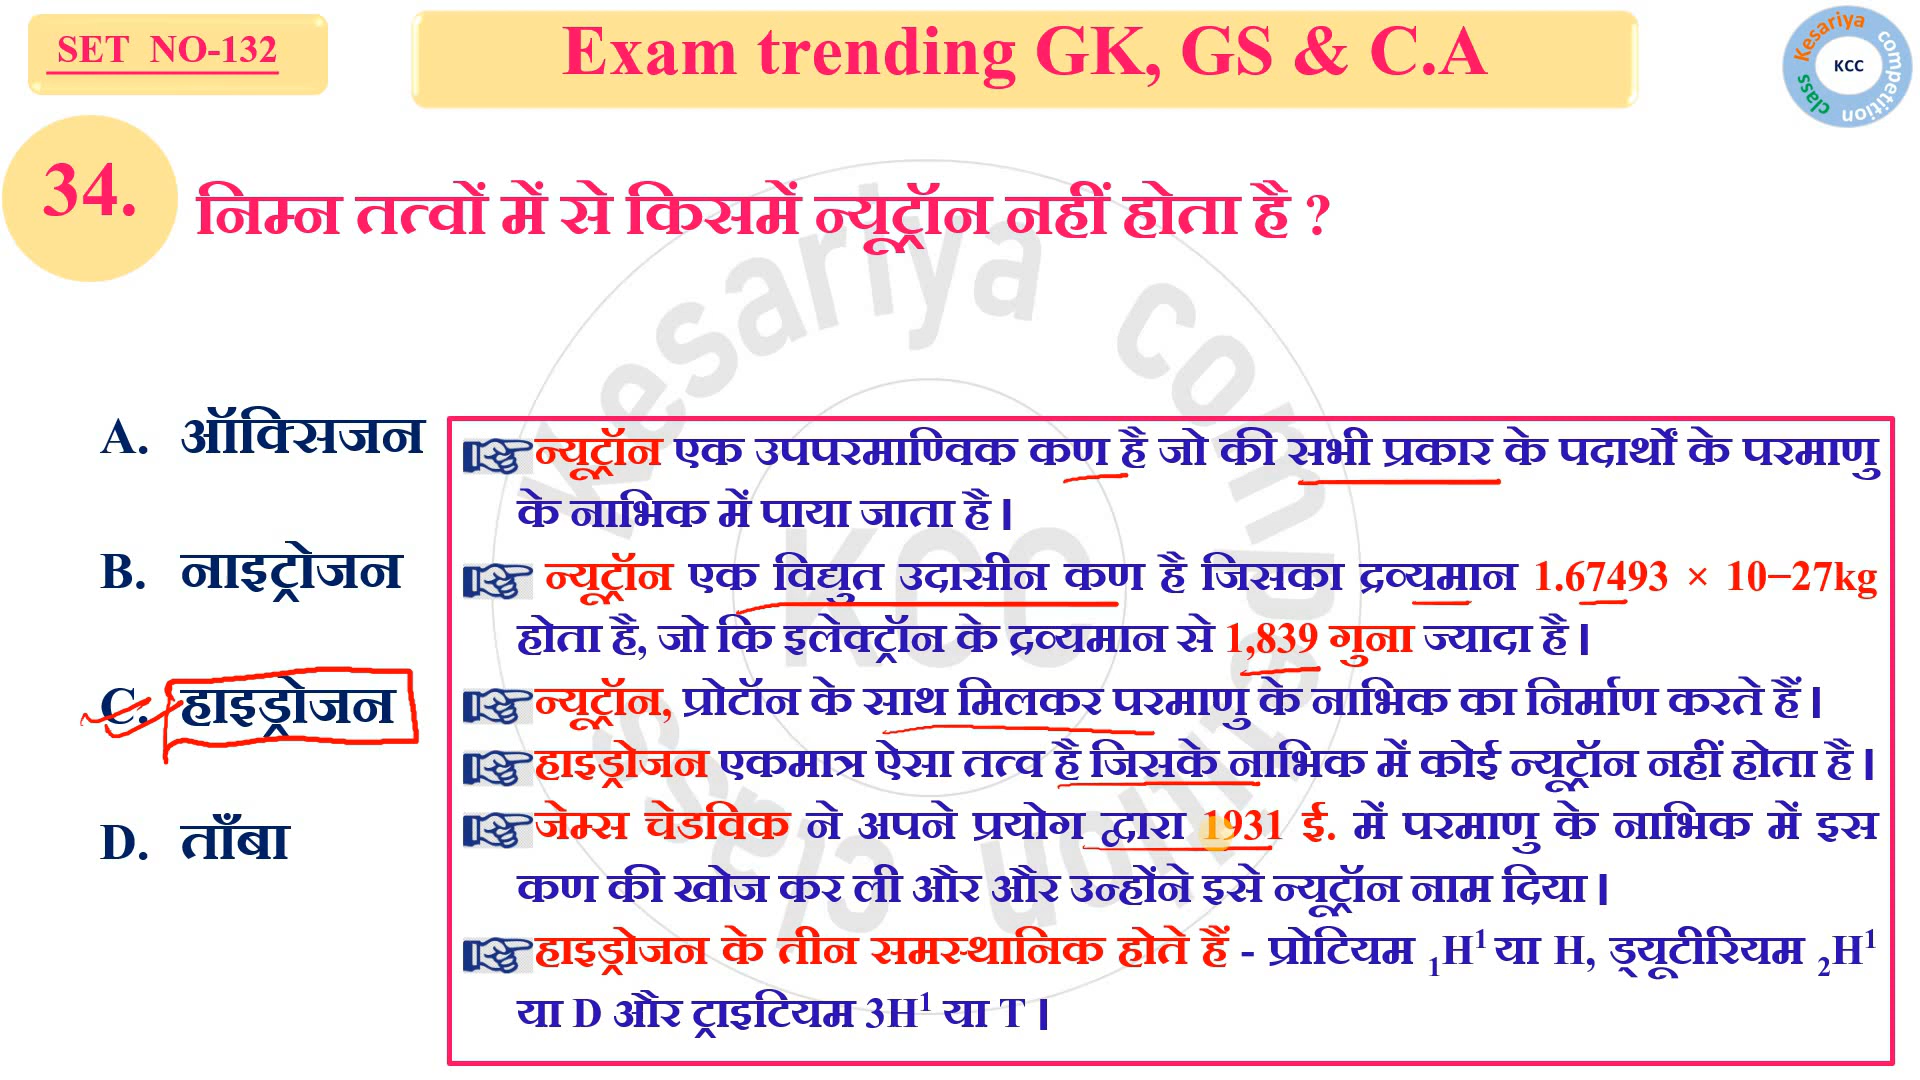 SET NO-132
Exam trending GK, GS & C.A
Kesariya competition class
KCC
34.
निम्न तत्वों में से किसमें न्यूट्रॉन नहीं होता है ?
A. ऑक्सिजन
B. नाइट्रोजन
C. हाइड्रोजन
D. ताँबा
न्यूट्रॉन एक उपपरमाण्विक कण है जो की सभी प्रकार के पदार्थों के परमाणु
के नाभिक में पाया जाता है।
न्यूट्रॉन एक विद्युत उदासीन कण है जिसका द्रव्यमान 1.67493 × 10−27kg
होता है, जो कि इलेक्ट्रॉन के द्रव्यमान से 1,839 गुना ज्यादा है।
न्यूट्रॉन, प्रोटॉन के साथ मिलकर परमाणु के नाभिक का निर्माण करते हैं।
हाइड्रोजन एकमात्र ऐसा तत्व है जिसके नाभिक में कोई न्यूट्रॉन नहीं होता है।
जेम्स चेडविक ने अपने प्रयोग द्वारा 1931 ई. में परमाणु के नाभिक में इस
कण की खोज कर ली और और उन्होंने इसे न्यूट्रॉन नाम दिया।
हाइड्रोजन के तीन समस्थानिक होते हैं - प्रोटियम ₁H¹ या H, ड्यूटीरियम ₂H¹
या D और ट्राइटियम 3H¹ या T।
Kesariya competition class
KCC